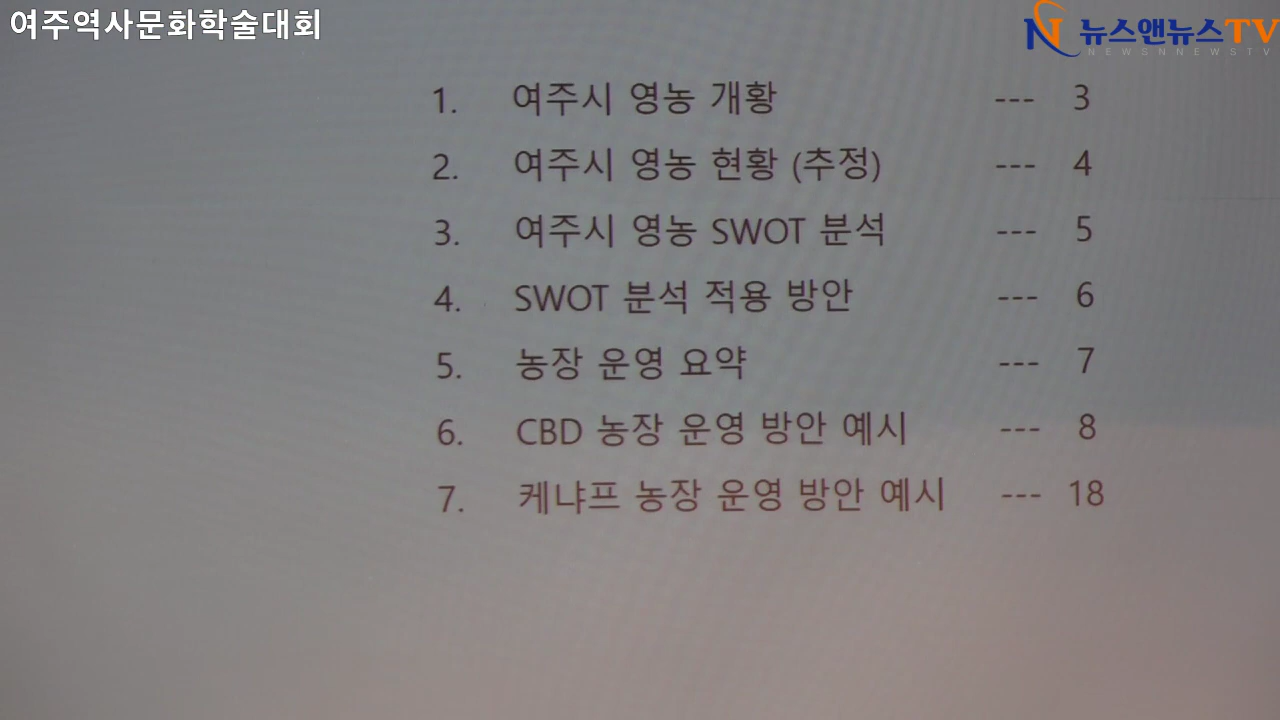 여주역사문화학술대회
뉴스앤뉴스TV
NEWSNNEWSTV
1. 여주시 영농 개황 --- 3
2. 여주시 영농 현황 (추정) --- 4
3. 여주시 영농 SWOT 분석 --- 5
4. SWOT 분석 적용 방안 --- 6
5. 농장 운영 요약 --- 7
6. CBD 농장 운영 방안 예시 --- 8
7. 케냐프 농장 운영 방안 예시 --- 18